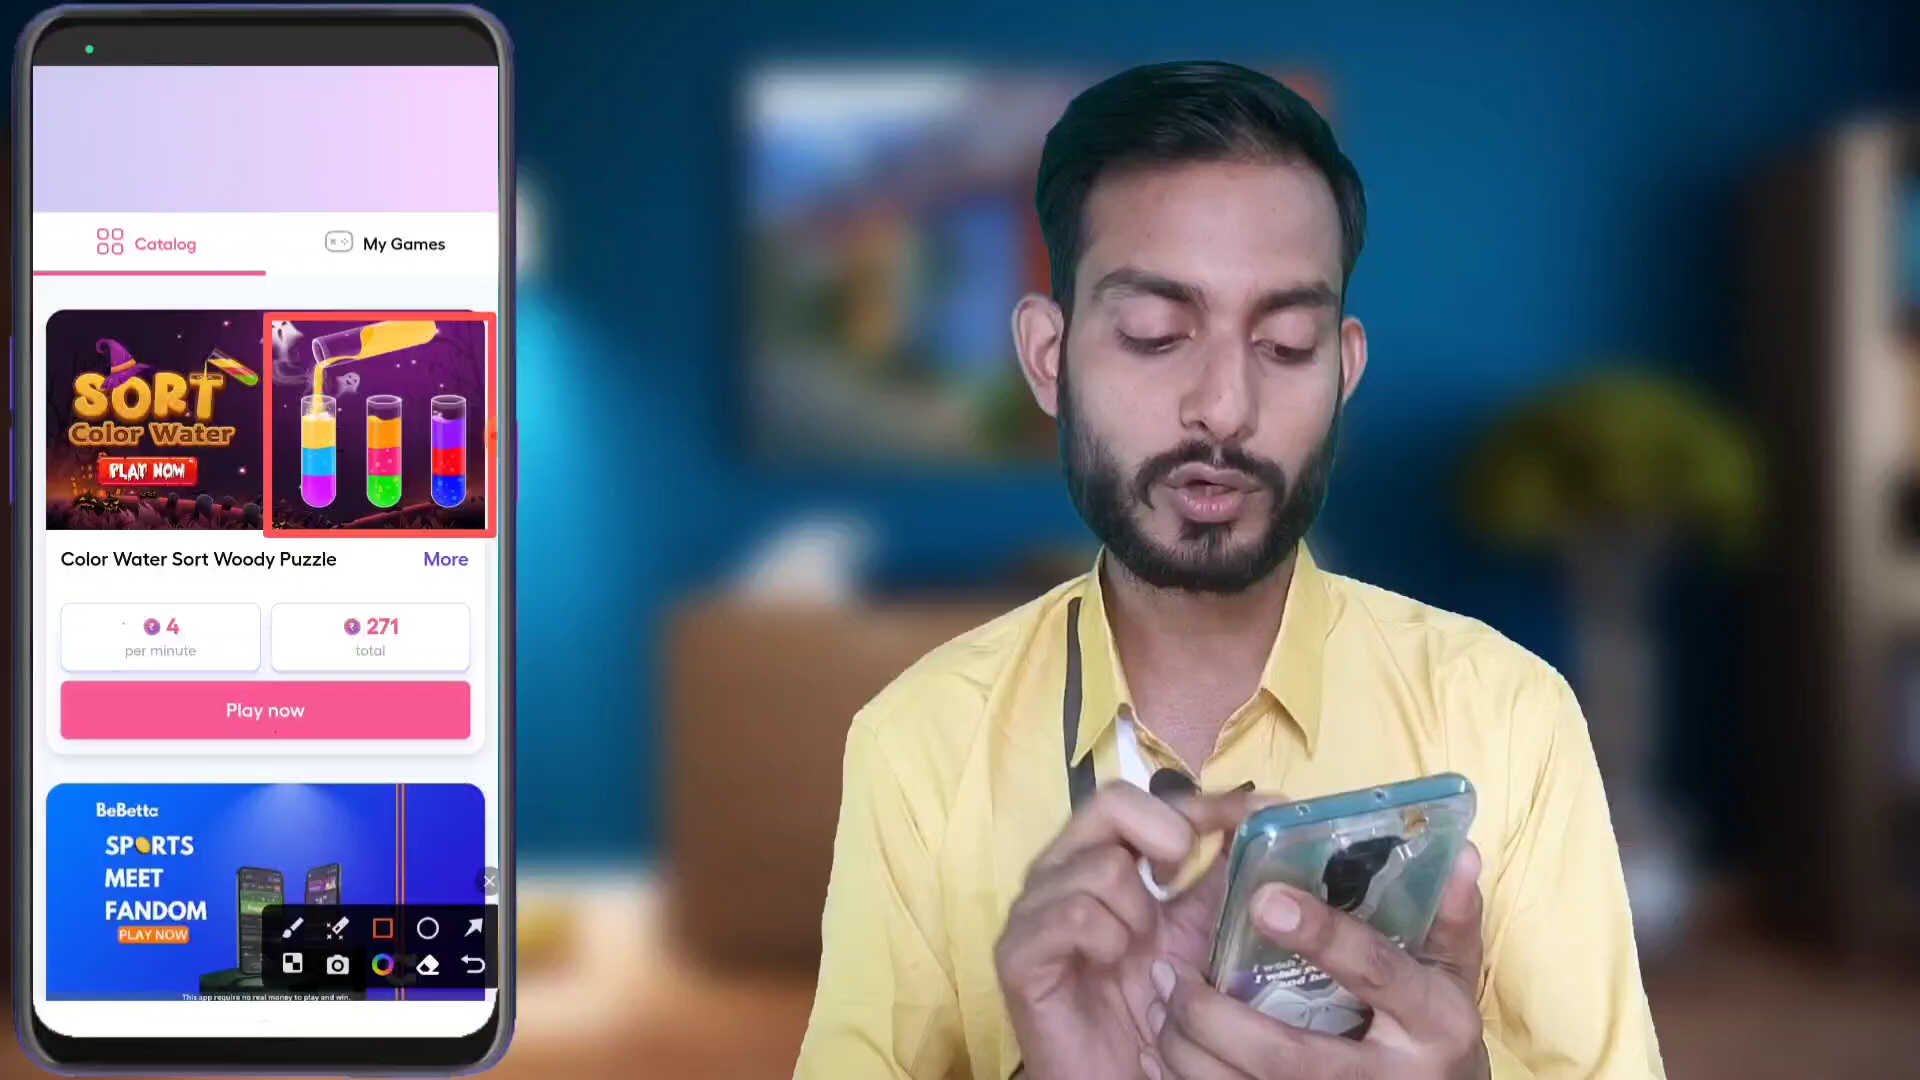 Catalog
My Games
SORT
Color Water
PLAY NOW
Color Water Sort Woody Puzzle
More
4
per minute
271
total
Play now
BeBetta
SPORTS
MEET
FANDOM
PLAY NOW
This app require no real money to play and win.